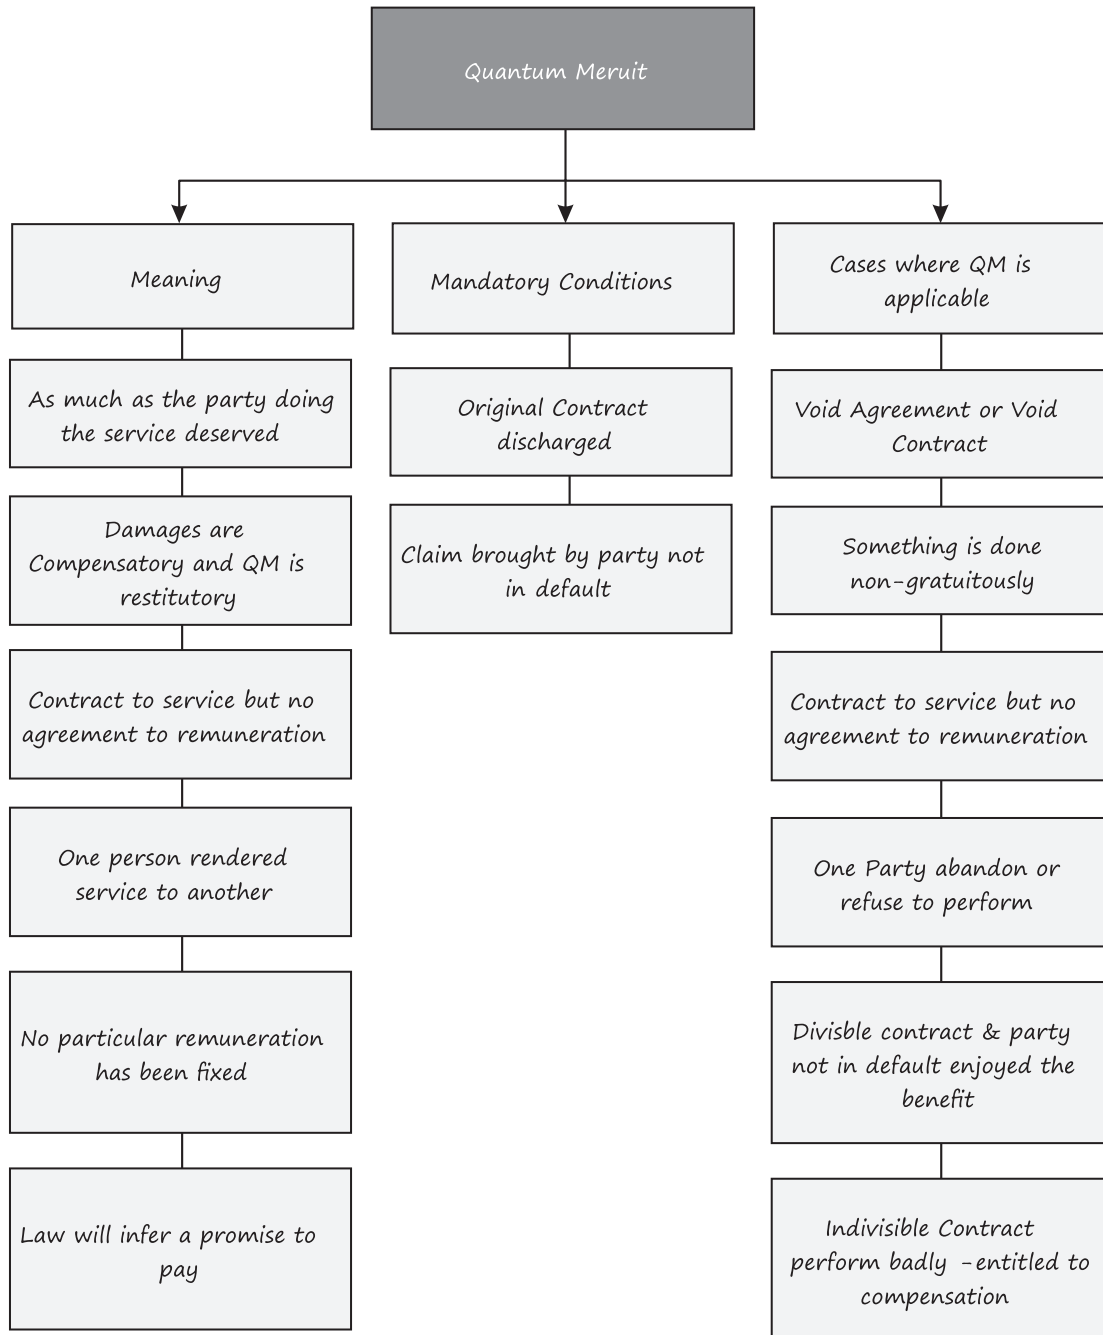 Quantum Meruit
Meaning
As much as the party doing
the service deserved
Damages are
Compensatory and QM is
restitutory
Contract to service but no
agreement to remuneration
One person rendered
service to another
No particular remuneration
has been fixed
Law will infer a promise to
pay
Mandatory Conditions
Original Contract
discharged
Claim brought by party not
in default
Cases where QM is
applicable
Void Agreement or Void
Contract
Something is done
non-gratuitously
Contract to service but no
agreement to remuneration
One Party abandon or
refuse to perform
Divisble contract & party
not in default enjoyed the
benefit
Indivisible Contract
perform badly -entitled to
compensation